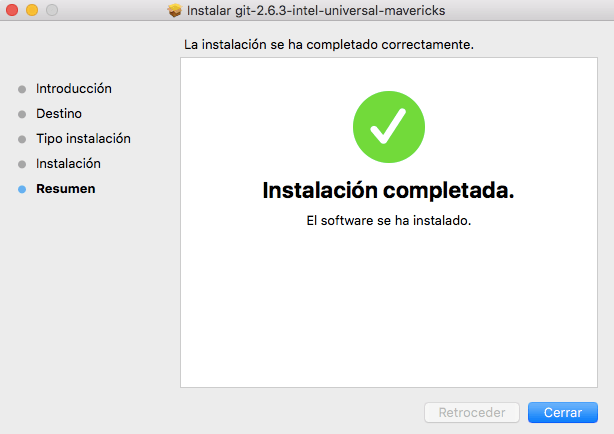 Instalar git-2.6.3-intel-universal-mavericks
La instalación se ha completado correctamente.
Introducción
Destino
Tipo instalación
Instalación
Resumen
Instalación completada.
El software se ha instalado.
Retroceder
Cerrar